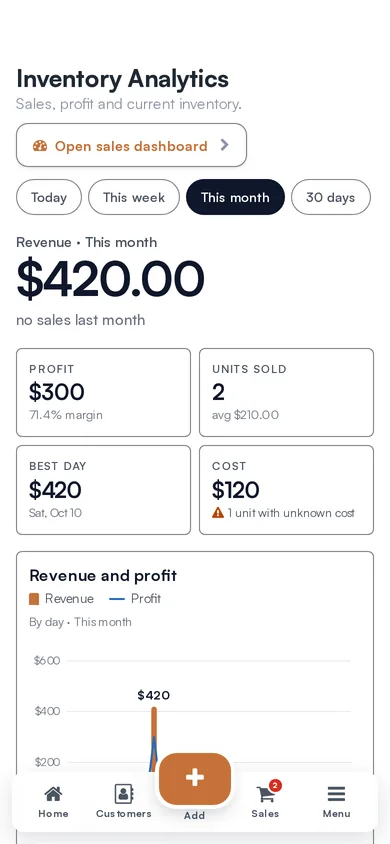 Inventory Analytics
Sales, profit and current inventory.
Open sales dashboard
Today This week This month 30 days
Revenue · This month
$420.00
no sales last month
PROFIT
$300
71.4% margin
UNITS SOLD
2
avg $210.00
BEST DAY
$420
Sat, Oct 10
COST
$120
1 unit with unknown cost
Revenue and profit
Revenue Profit
By day · This month
$600
$420
$400
$200
2
Home Customers Add Sales Menu